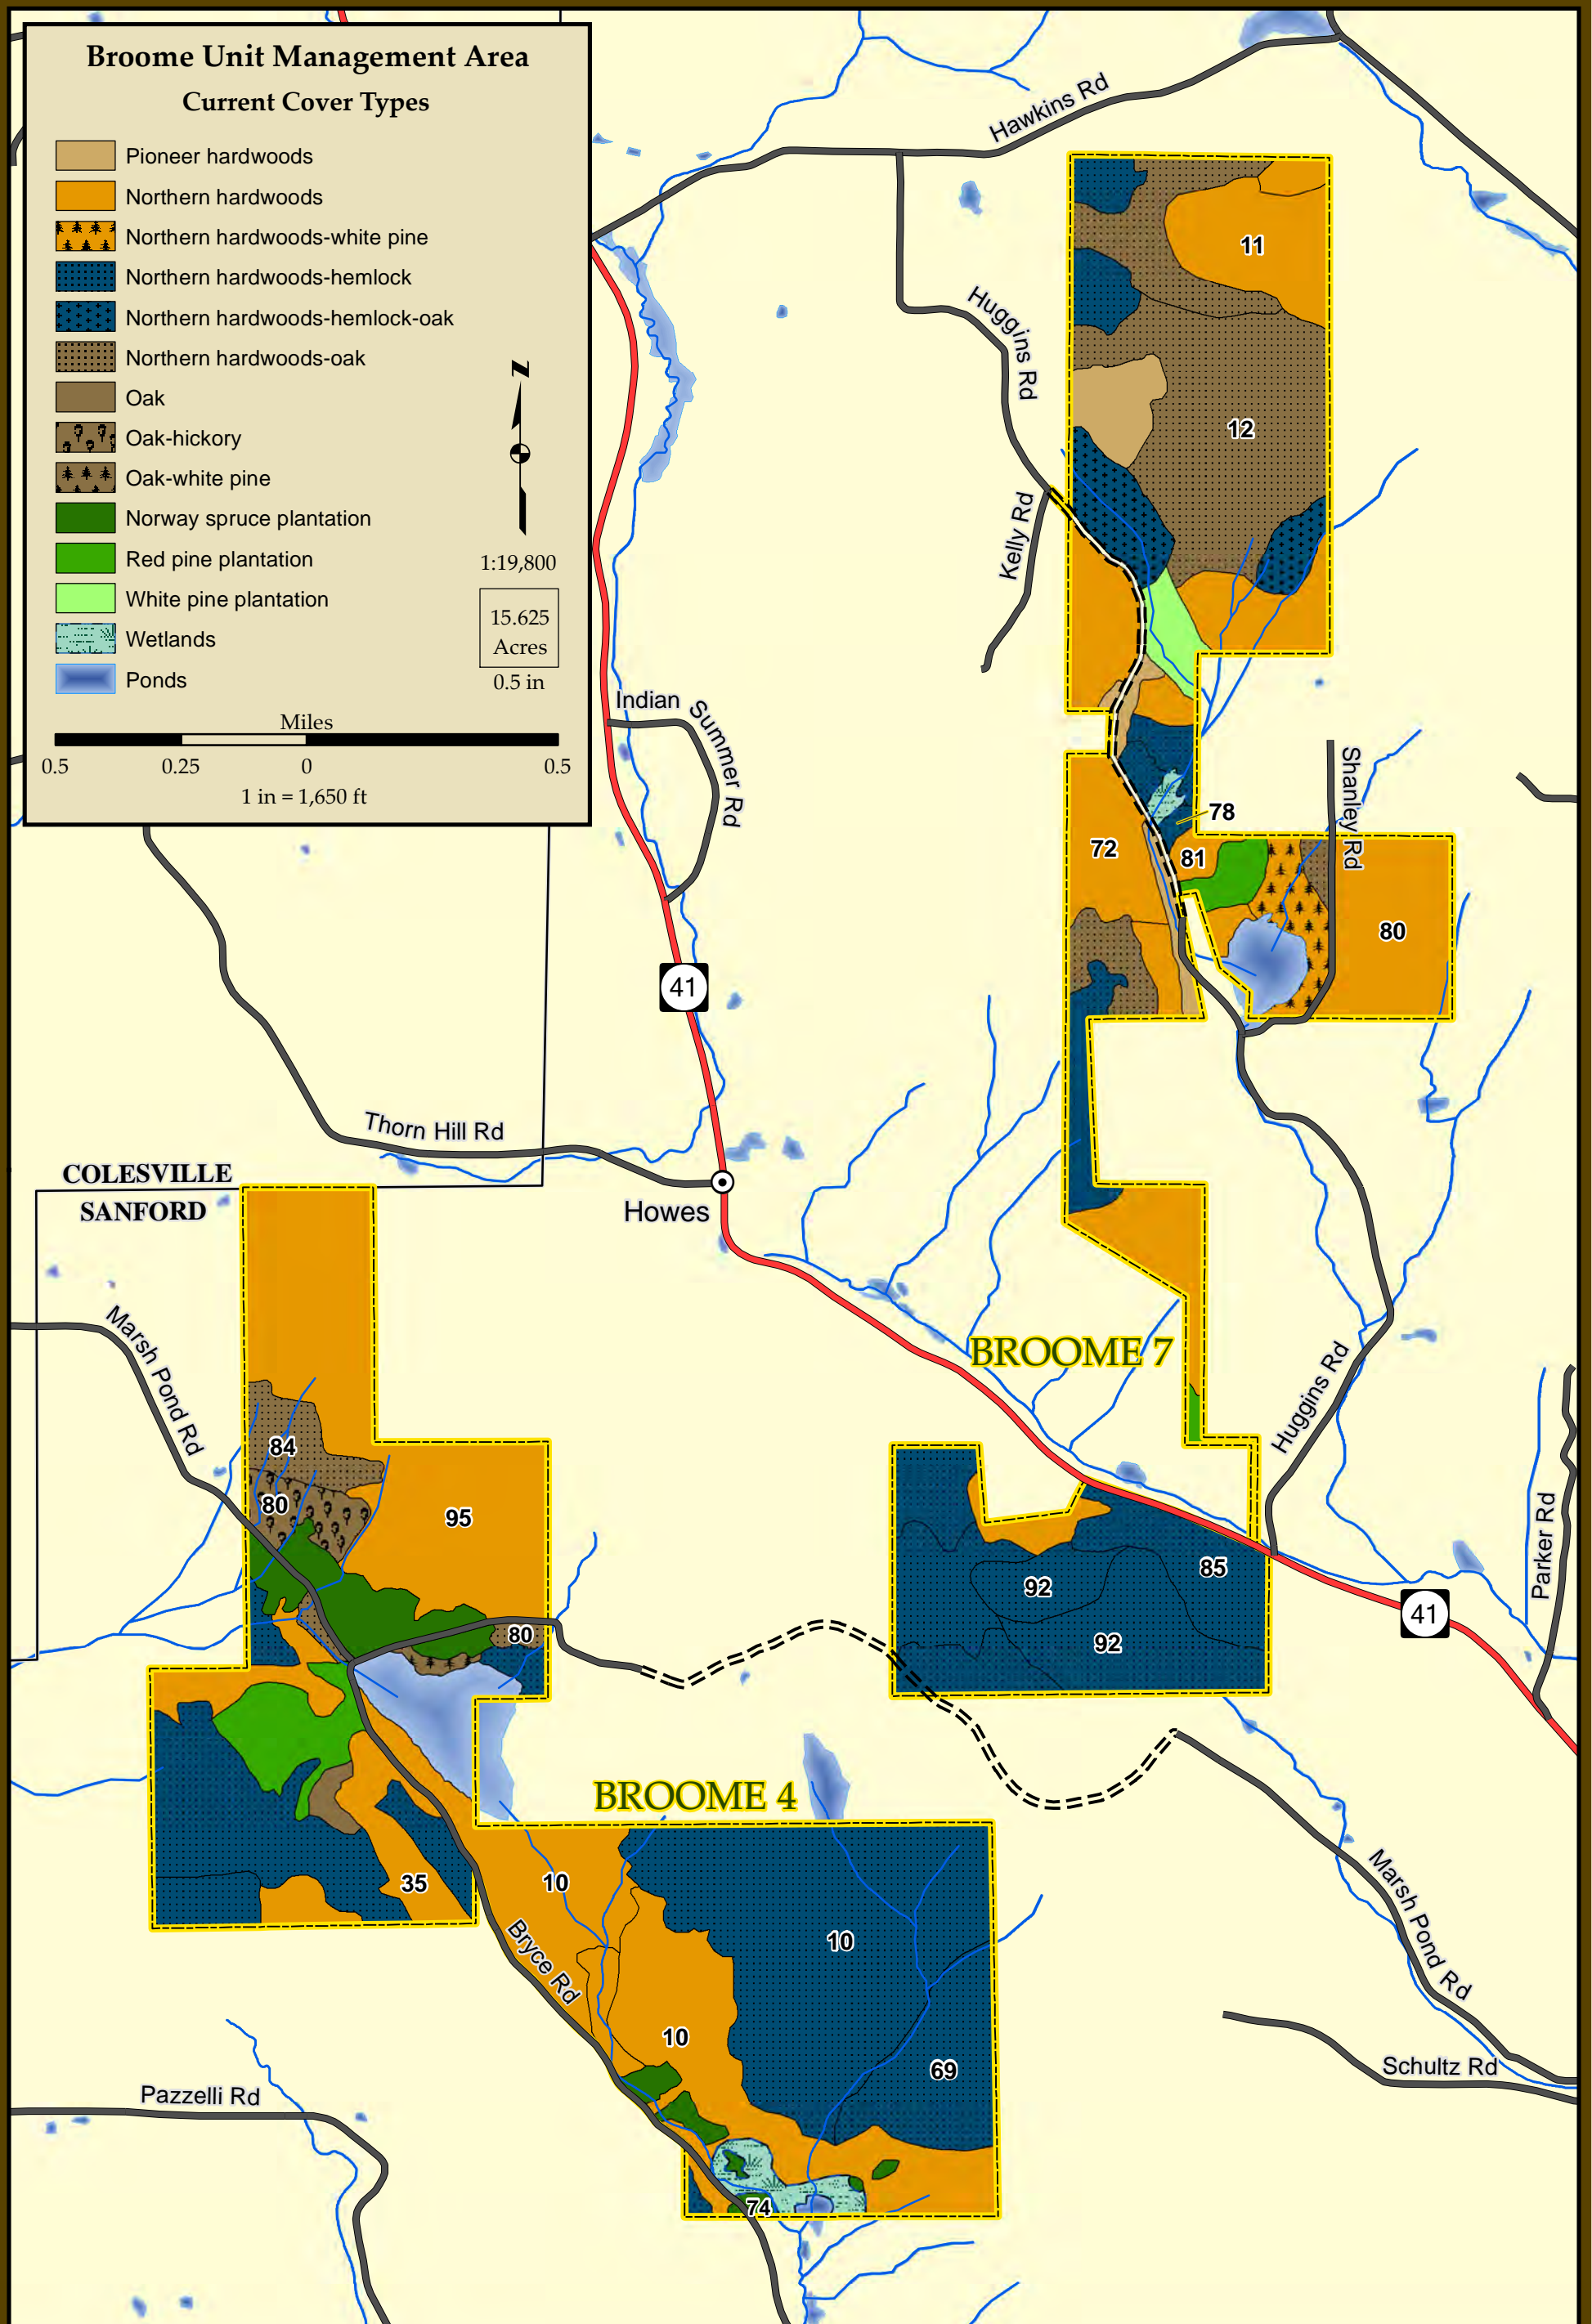 Broome Unit Management Area
Current Cover Types
Pioneer hardwoods
Northern hardwoods
Northern hardwoods-white pine
Northern hardwoods-hemlock
Northern hardwoods-hemlock-oak
Northern hardwoods-oak
Oak
Oak-hickory
Oak-white pine
Norway spruce plantation
Red pine plantation
White pine plantation
Wetlands
Ponds
N
1:19,800
15.625
Acres
0.5 in
Miles
0.5 0.25 0 0.5
1 in = 1,650 ft
Hawkins Rd
11
Huggins Rd
12
Kelly Rd
Indian Summer Rd
Shanley Rd
78
72
81
80
41
Thorn Hill Rd
COLESVILLE
SANFORD
Howes
Marsh Pond Rd
BROOME 7
Huggins Rd
84
80
95
Parker Rd
85
92
41
80
92
BROOME 4
35
10
Marsh Pond Rd
Bryce Rd
10
10
69
Schultz Rd
Pazzelli Rd
74